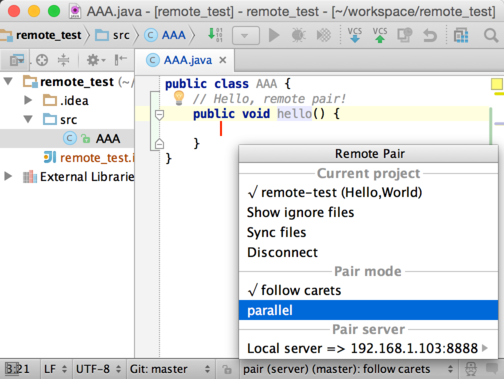 AAA.java - [remote_test] - remote_test - [~/workspace/remote_test]
remote_test src AAA
AAA.java
remote_test (~/
.idea
src
AAA
remote_test.i
External Librarie
public class AAA {
// Hello, remote pair!
public void hello() {
}
}
Remote Pair
Current project
√ remote-test (Hello,World)
Show ignore files
Sync files
Disconnect
Pair mode
√ follow carets
parallel
Pair server
Local server => 192.168.1.103:8888
3:21 LF UTF-8 Git: master pair (server) (master): follow carets